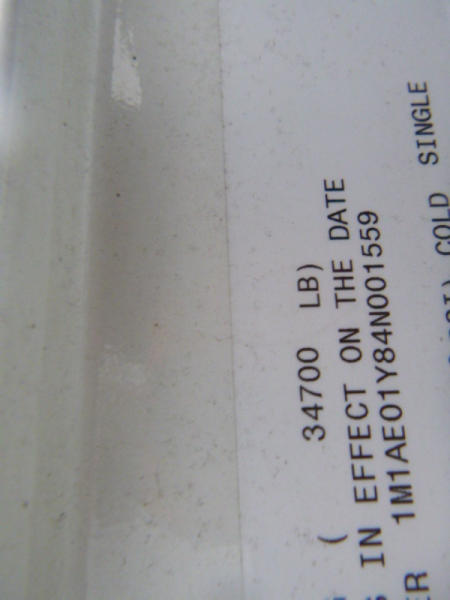 ( 34700 LB)
IN EFFECT ON THE DATE
R 1M1AE01Y84N001559
COLD SINGLE